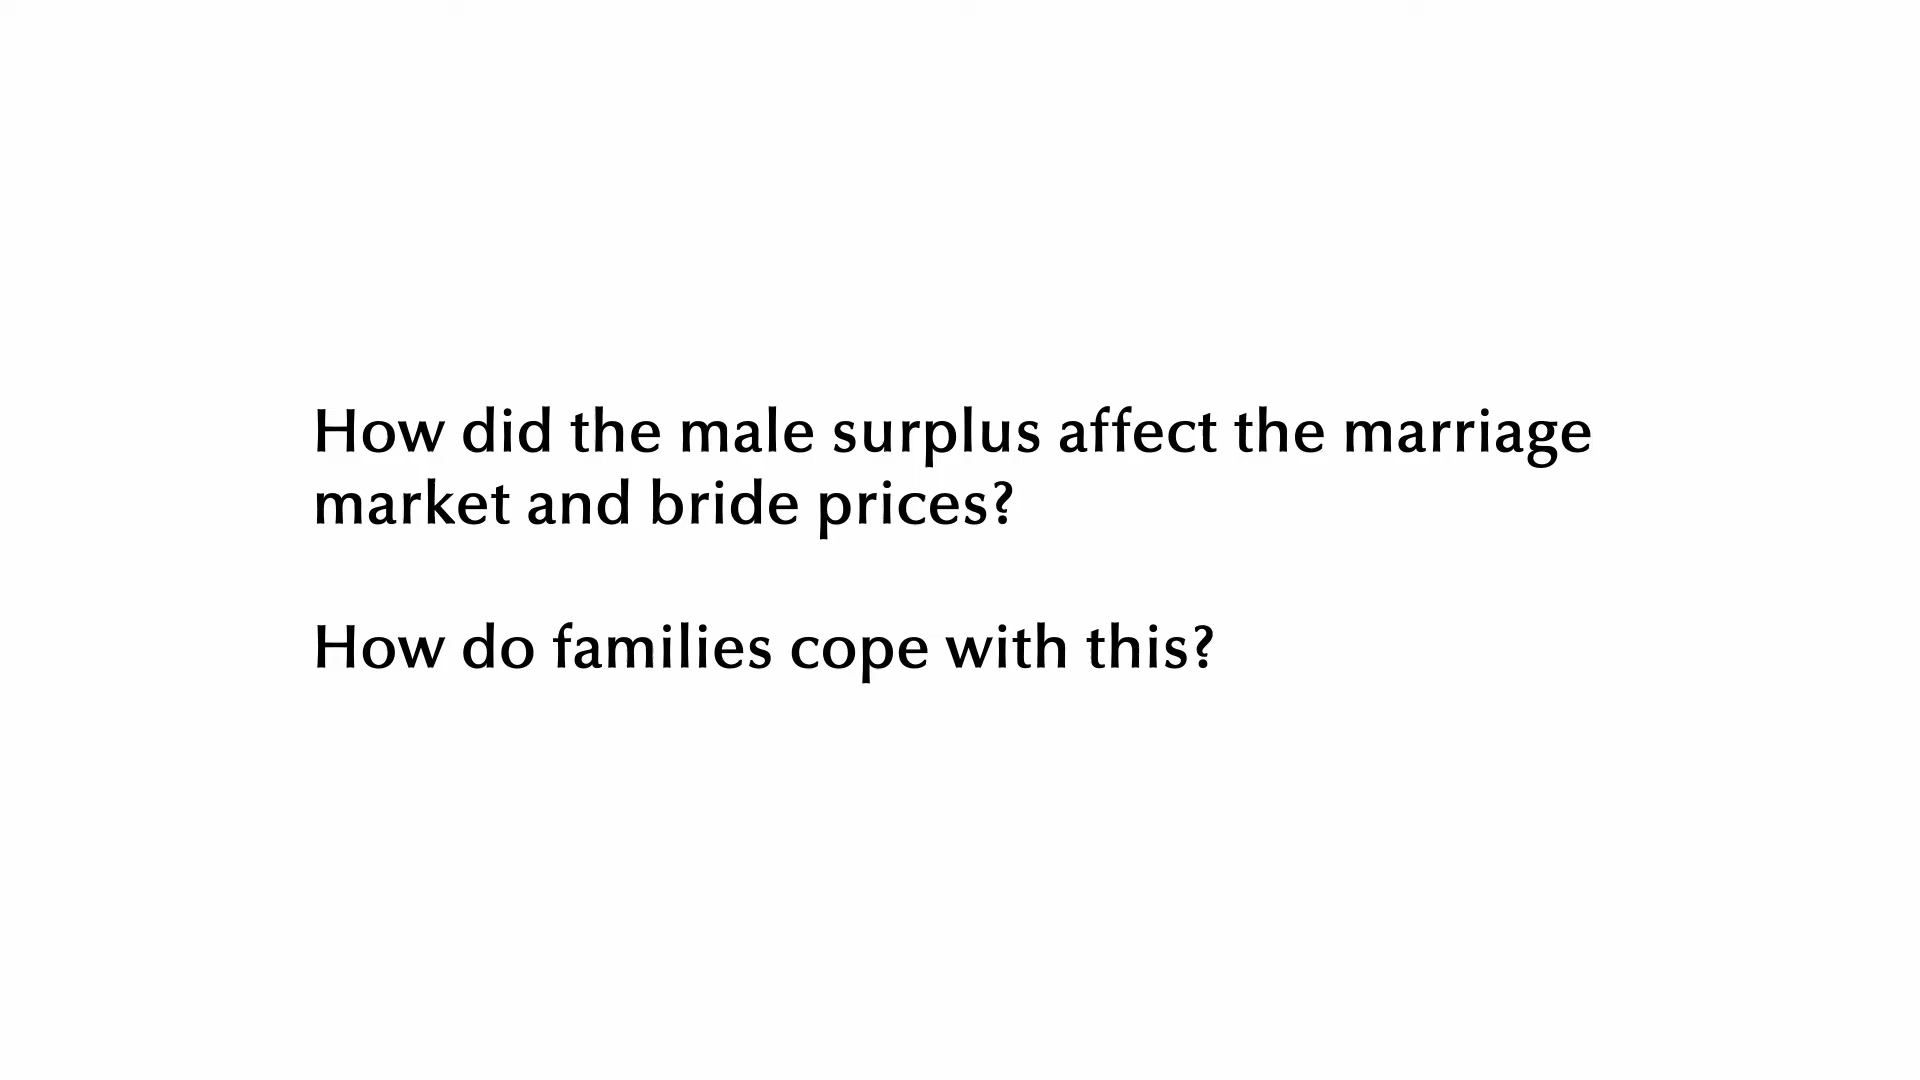 How did the male surplus affect the marriage
market and bride prices?
How do families cope with this?